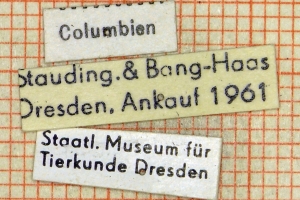 Columbien
Stauding. & Bang-Haas
Dresden. Ankauf 1961
Staatl. Museum für
Tierkunde Dresden